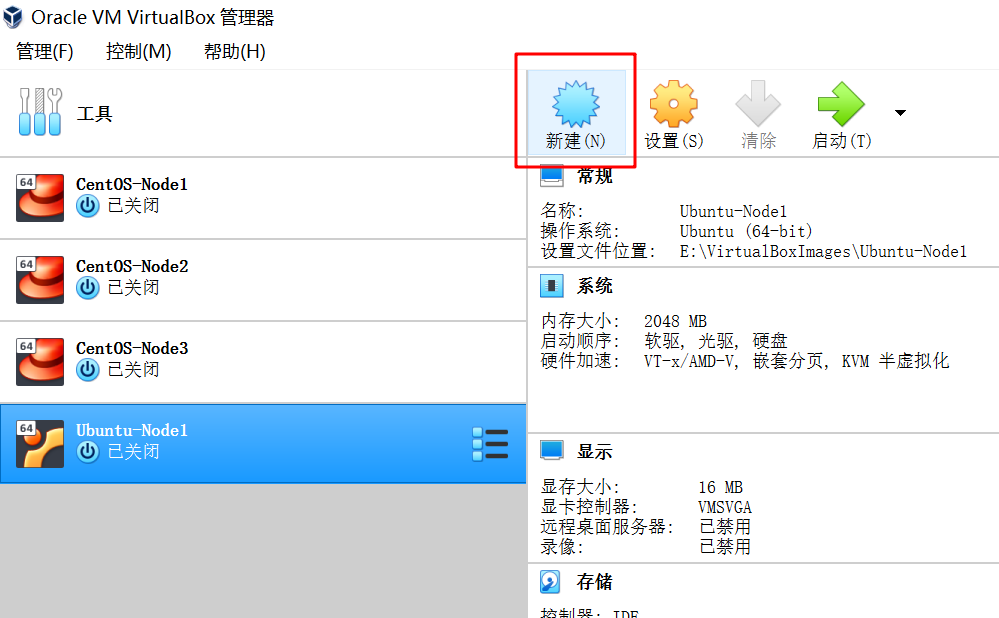 Oracle VM VirtualBox 管理器
管理(F) 控制(M) 帮助(H)
工具
新建(N) 设置(S) 清除 启动(T)
64
CentOS-Node1
已关闭
64
CentOS-Node2
已关闭
64
CentOS-Node3
已关闭
64
Ubuntu-Node1
已关闭
常规
名称: Ubuntu-Node1
操作系统: Ubuntu (64-bit)
设置文件位置: E:\VirtualBoxImages\Ubuntu-Node1
系统
内存大小: 2048 MB
启动顺序: 软驱, 光驱, 硬盘
硬件加速: VT-x/AMD-V, 嵌套分页, KVM 半虚拟化
显示
显存大小: 16 MB
显卡控制器: VMSVGA
远程桌面服务器: 已禁用
录像: 已禁用
存储
控制器: IDE